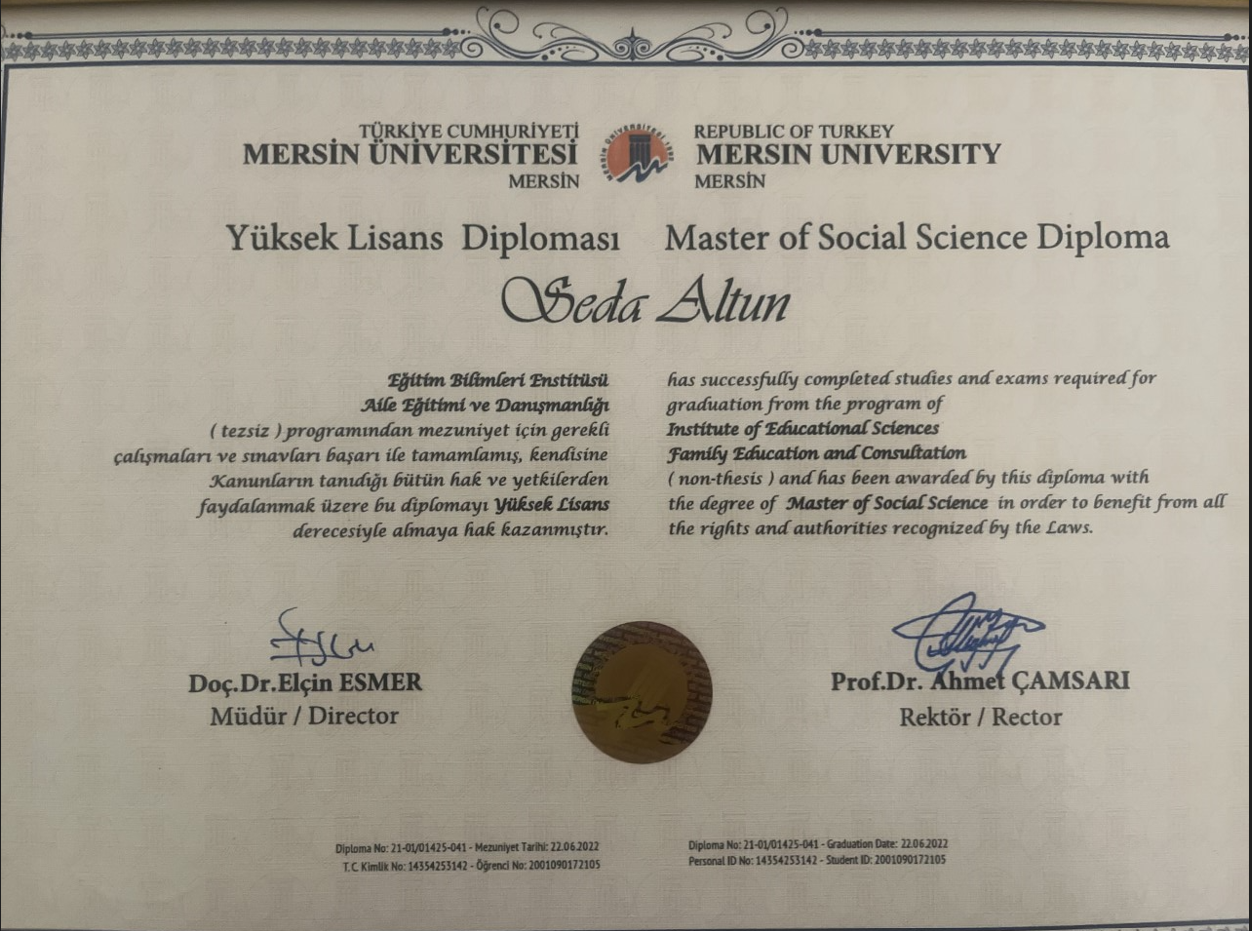 TÜRKİYE CUMHURİYETİ
MERSİN ÜNİVERSİTESİ
MERSİN
REPUBLIC OF TURKEY
MERSIN UNIVERSITY
MERSİN
Yüksek Lisans Diploması
Master of Social Science Diploma
Seda Altun
Eğitim Bilimleri Enstitüsü
Aile Eğitimi ve Danışmanlığı
( tezsiz ) programından mezuniyet için gerekli
çalışmaları ve sınavları başarı ile tamamlamış, kendisine
Kanunların tanıdığı bütün hak ve yetkilerden
faydalanmak üzere bu diplomayı Yüksek Lisans
derecesiyle almaya hak kazanmıştır.
has successfully completed studies and exams required for
graduation from the program of
Institute of Educational Sciences
Family Education and Consultation
( non-thesis ) and has been awarded by this diploma with
the degree of Master of Social Science in order to benefit from all
the rights and authorities recognized by the Laws.
Doç.Dr.Elçin ESMER
Müdür / Director
Prof.Dr. Ahmet ÇAMSARI
Rektör / Rector
Diploma No: 21-01/01425-041 - Mezuniyet Tarihi: 22.06.2022
T.C. Kimlik No: 14354253142 - Öğrenci No: 2001090172105
Diploma No: 21-01/01425-041 - Graduation Date: 22.06.2022
Personal ID No: 14354253142 - Student ID: 2001090172105